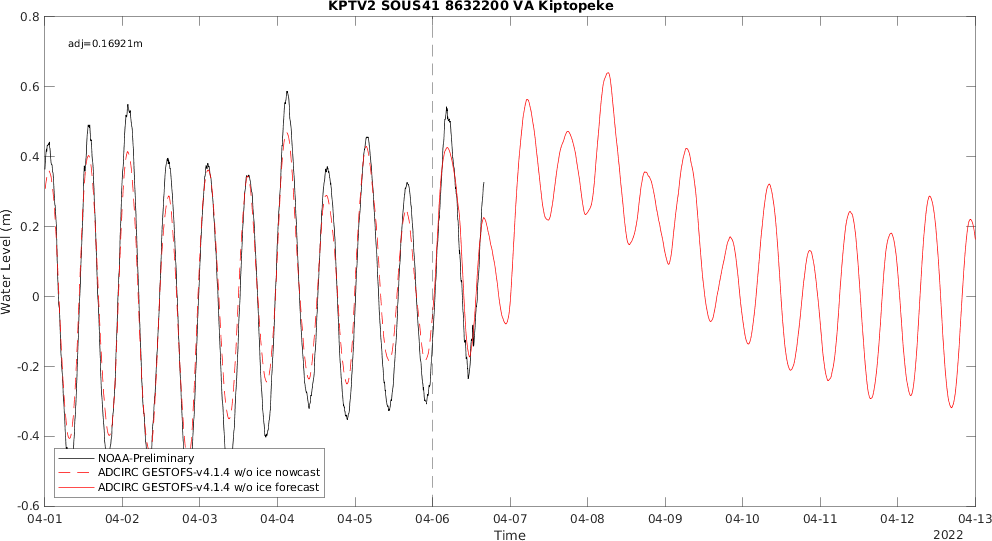 KPTV2 SOUS41 8632200 VA Kiptopeke
adj=0.16921m
Water Level (m)
0.8
0.6
0.4
0.2
0
-0.2
-0.4
-0.6
NOAA-Preliminary
ADCIRC GESTOFS-v4.1.4 w/o ice nowcast
ADCIRC GESTOFS-v4.1.4 w/o ice forecast
04-01 04-02 04-03 04-04 04-05 04-06 04-07 04-08 04-09 04-10 04-11 04-12 04-13
Time
2022